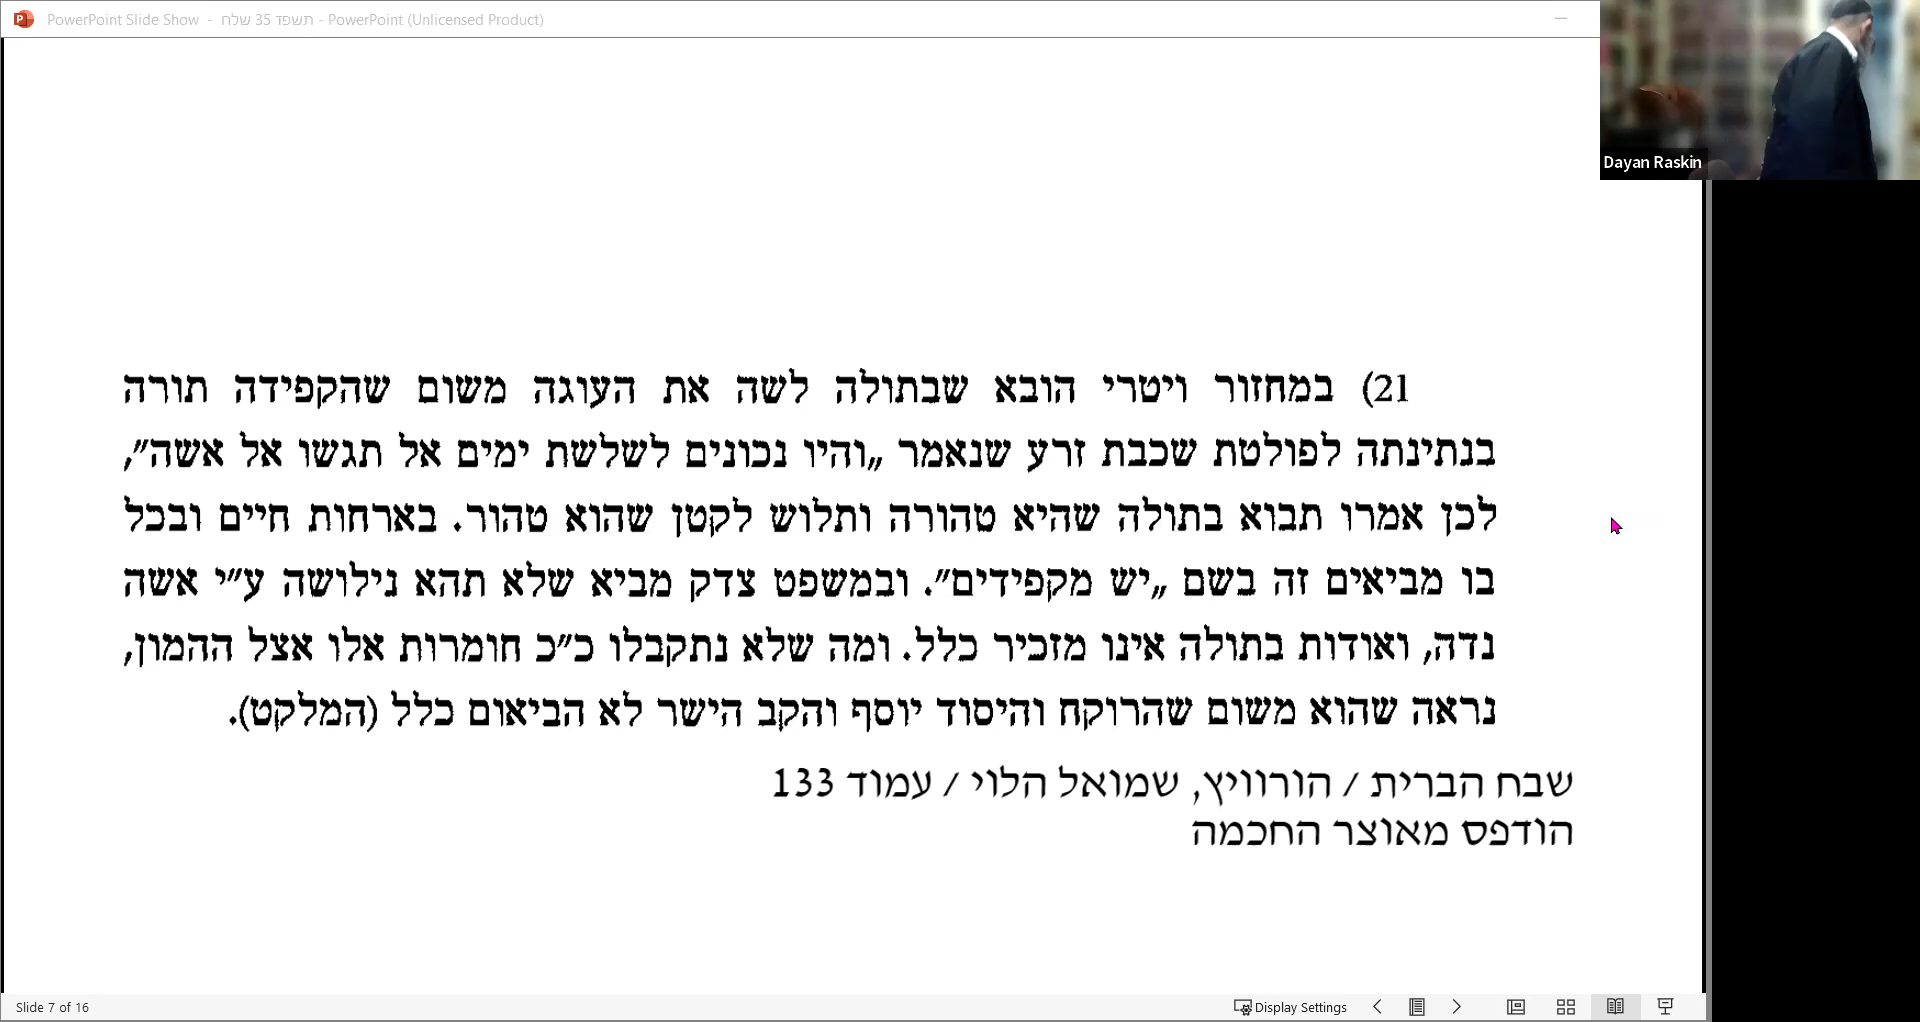 PowerPoint Slide Show - תשפד 35 שלח - PowerPoint (Unlicensed Product)
Dayan Raskin
21) במחזור ויטרי הובא שבתולה לשה את העוגה משום שהקפידה תורה
בנתינתה לפולטת שכבת זרע שנאמר „והיו נכונים לשלשת ימים אל תגשו אל אשה״,
לכן אמרו תבוא בתולה שהיא טהורה ותלוש לקטן שהוא טהור. בארחות חיים ובכל
בו מביאים זה בשם „יש מקפידים״. ובמשפט צדק מביא שלא תהא נילושה ע״י אשה
נדה, ואודות בתולה אינו מזכיר כלל. ומה שלא נתקבלו כ״כ חומרות אלו אצל ההמון,
נראה שהוא משום שהרוקח והיסוד יוסף והקב הישר לא הביאום כלל (המלקט).
שבח הברית / הורוויץ, שמואל הלוי / עמוד 133
הודפס מאוצר החכמה
Slide 7 of 16
Display Settings